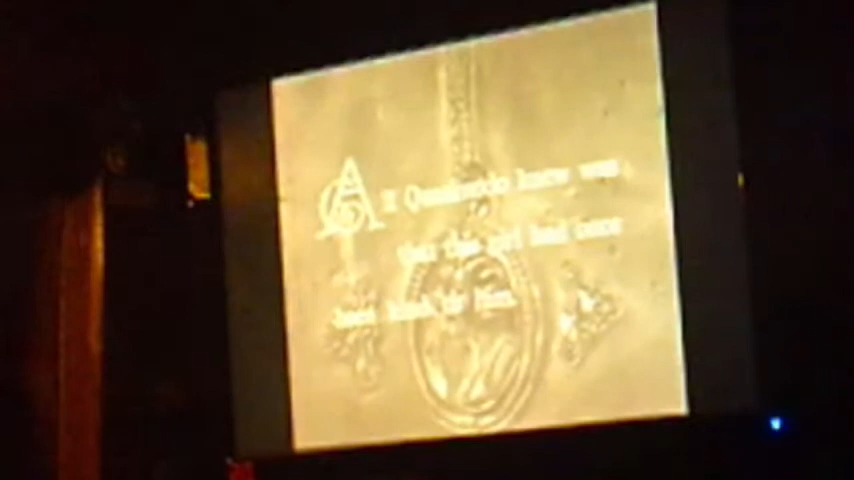 All Quasimodo knew was
that this girl had once
been kind to him.